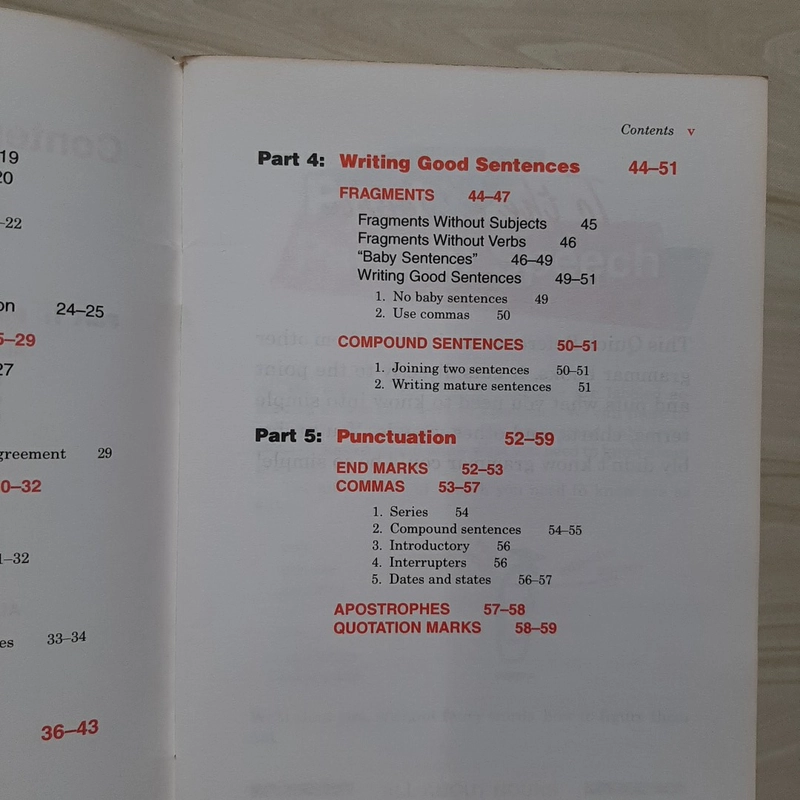 19
20
–22
on 24–25
5–29
27
greement 29
0–32
1–32
es 33–34
36–43
Contents v
Part 4: Writing Good Sentences 44–51
FRAGMENTS 44–47
Fragments Without Subjects 45
Fragments Without Verbs 46
“Baby Sentences” 46–49
Writing Good Sentences 49–51
1. No baby sentences 49
2. Use commas 50
COMPOUND SENTENCES 50–51
1. Joining two sentences 50–51
2. Writing mature sentences 51
Part 5: Punctuation 52–59
END MARKS 52–53
COMMAS 53–57
1. Series 54
2. Compound sentences 54–55
3. Introductory 56
4. Interrupters 56
5. Dates and states 56–57
APOSTROPHES 57–58
QUOTATION MARKS 58–59